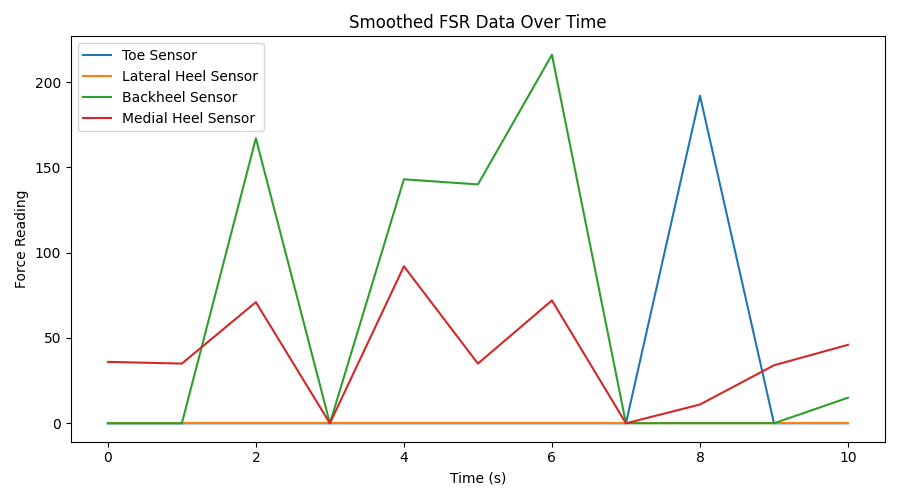 Smoothed FSR Data Over Time
Toe Sensor
Lateral Heel Sensor
Backheel Sensor
Medial Heel Sensor
Force Reading
200
150
100
50
0
0 2 4 6 8 10
Time (s)